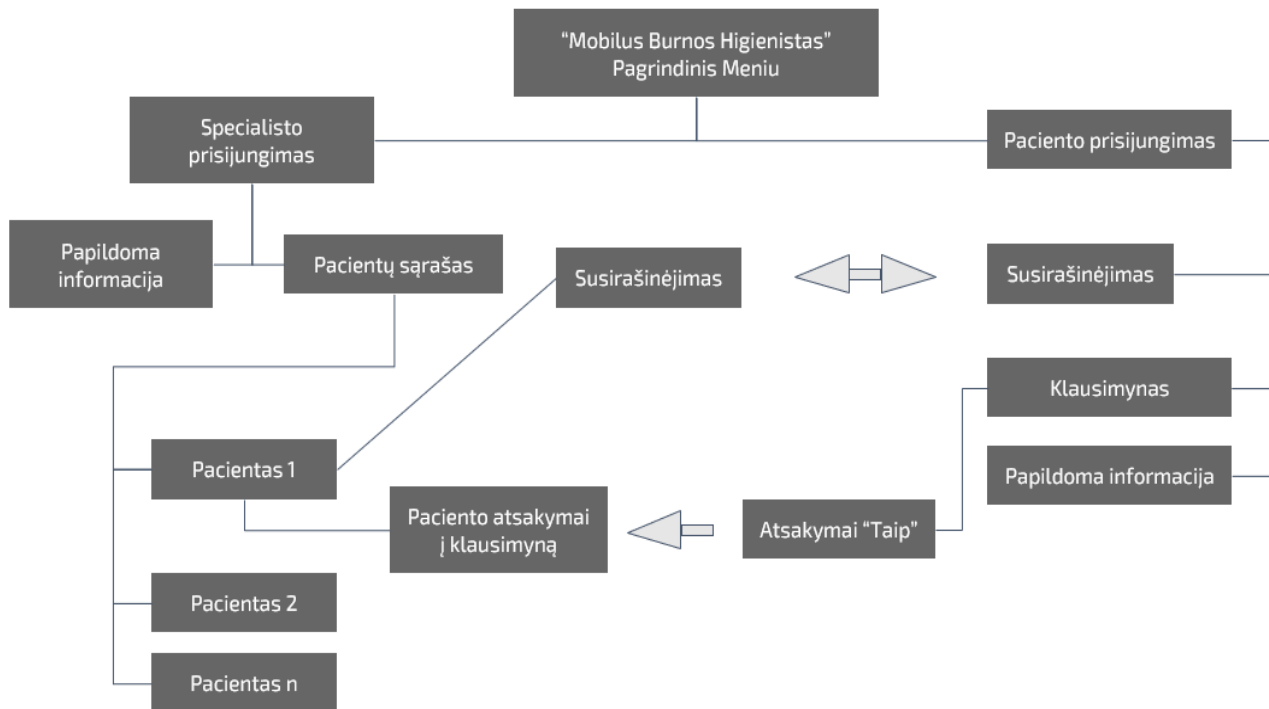 “Mobilus Burnos Higienistas”
Pagrindinis Meniu
Specialisto
prisijungimas
Paciento prisijungimas
Papildoma
informacija
Pacientų sąrašas
Susirašinėjimas
Susirašinėjimas
Klausimynas
Pacientas 1
Papildoma informacija
Paciento atsakymai
į klausimyną
Atsakymai “Taip”
Pacientas 2
Pacientas n